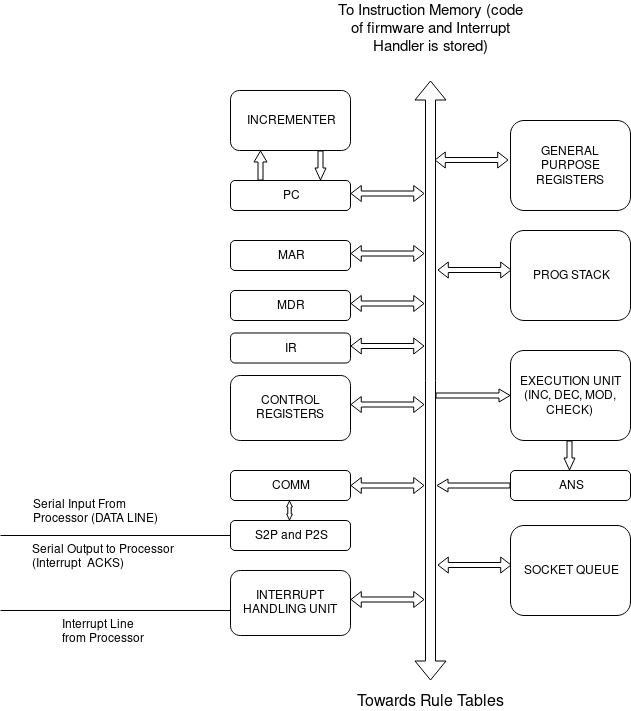 To Instruction Memory (code
of firmware and Interrupt
Handler is stored)
INCREMENTER
PC
MAR
MDR
IR
CONTROL
REGISTERS
COMM
S2P and P2S
INTERRUPT
HANDLING UNIT
Serial Input From
Processor (DATA LINE)
Serial Output to Processor
(Interrupt ACKS)
Interrupt Line
from Processor
GENERAL
PURPOSE
REGISTERS
PROG STACK
EXECUTION UNIT
(INC, DEC, MOD,
CHECK)
ANS
SOCKET QUEUE
Towards Rule Tables